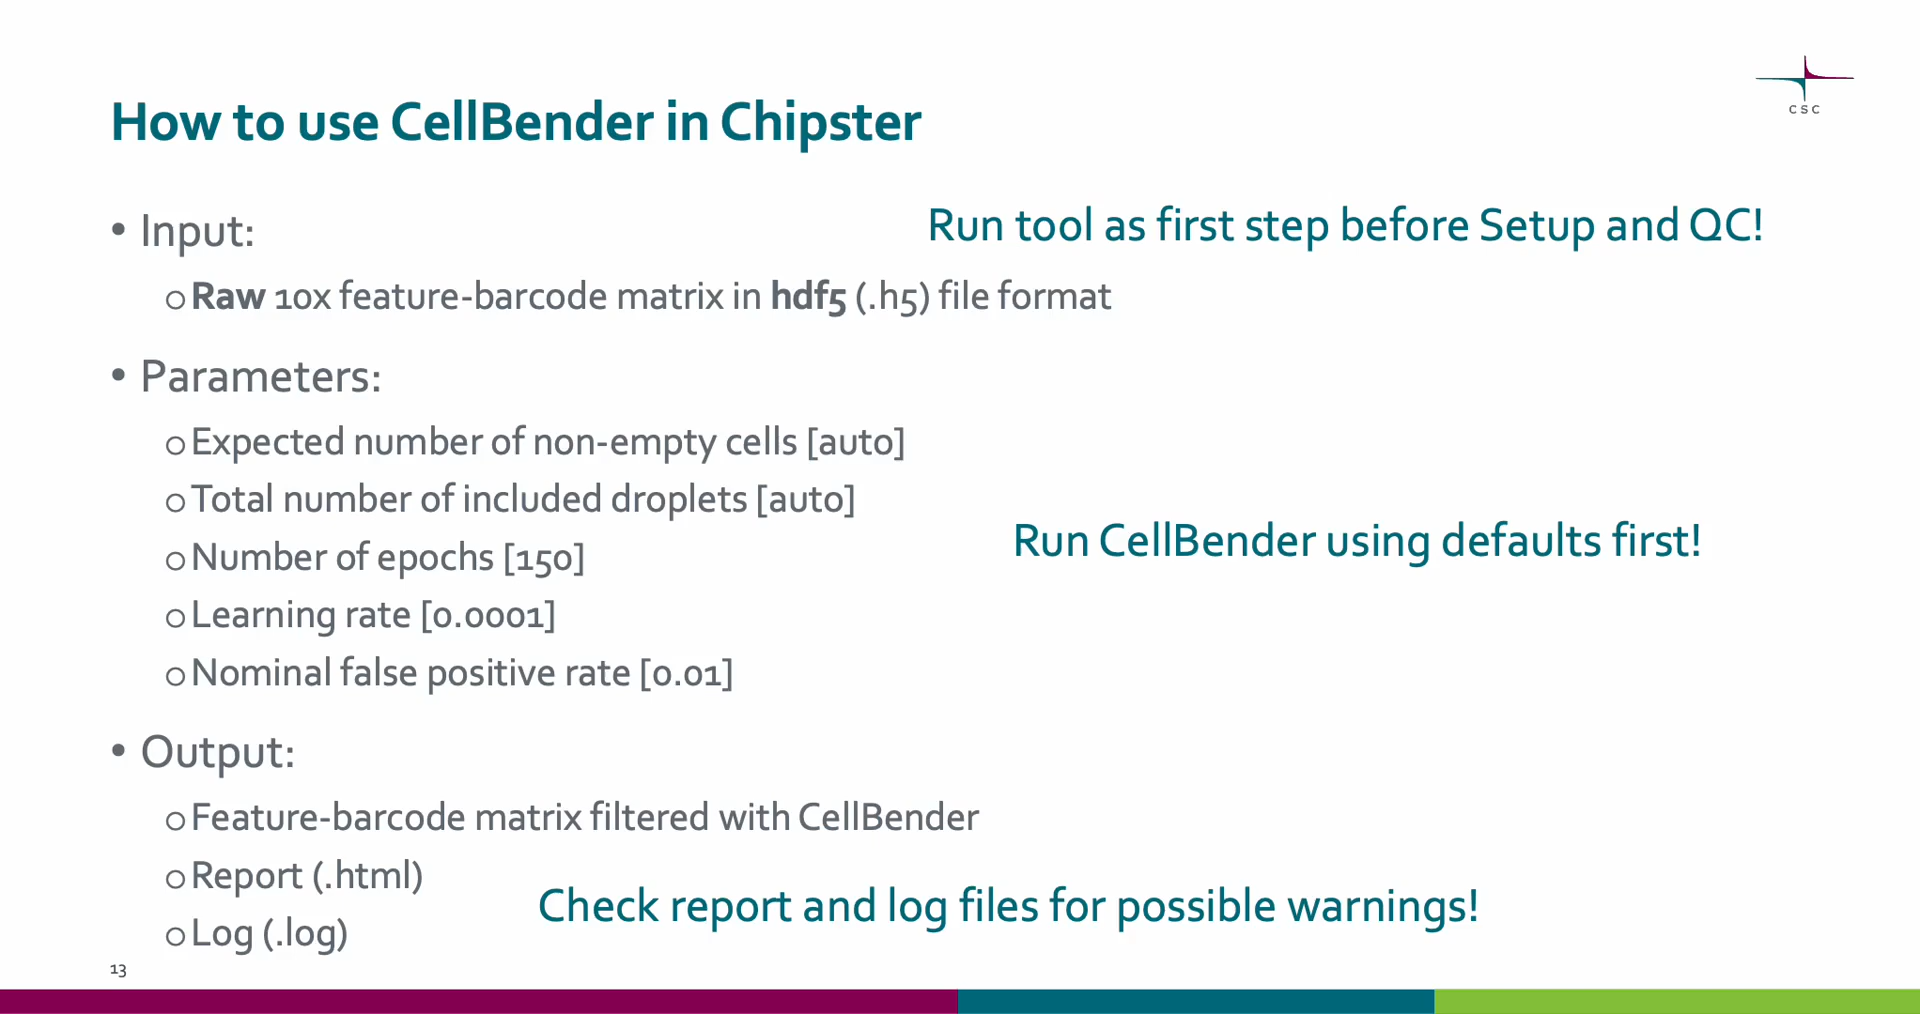 CSC
How to use CellBender in Chipster
• Input:
Run tool as first step before Setup and QC!
o Raw 10x feature-barcode matrix in hdf5 (.h5) file format
• Parameters:
o Expected number of non-empty cells [auto]
o Total number of included droplets [auto]
o Number of epochs [150]
Run CellBender using defaults first!
o Learning rate [0.0001]
o Nominal false positive rate [0.01]
• Output:
o Feature-barcode matrix filtered with CellBender
o Report (.html)
Check report and log files for possible warnings!
o Log (.log)
13